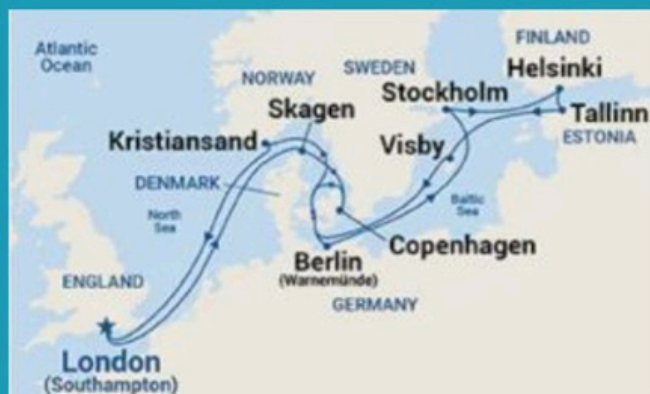 Atlantic
Ocean
FINLAND
Helsinki
SWEDEN
NORWAY
Stockholm
Skagen
Tallinn
ESTONIA
Kristiansand
Visby
DENMARK
Baltic
Sea
North
Sea
Copenhagen
Berlin
(Warnemünde)
ENGLAND
GERMANY
London
(Southampton)